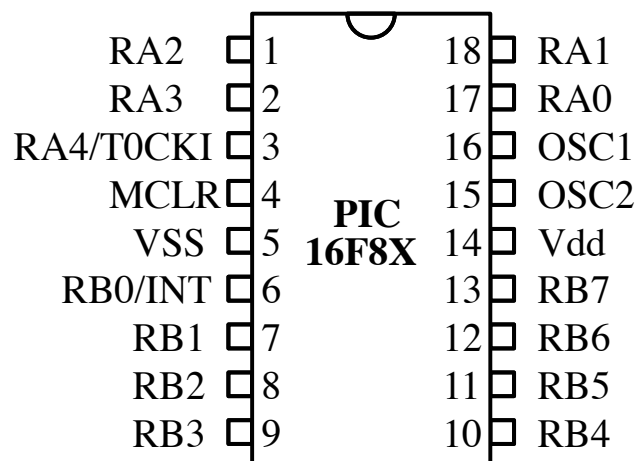 RA2 1 18 RA1
RA3 2 17 RA0
RA4/T0CKI 3 16 OSC1
MCLR 4 15 OSC2
PIC
VSS 5 14 Vdd
16F8X
RB0/INT 6 13 RB7
RB1 7 12 RB6
RB2 8 11 RB5
RB3 9 10 RB4